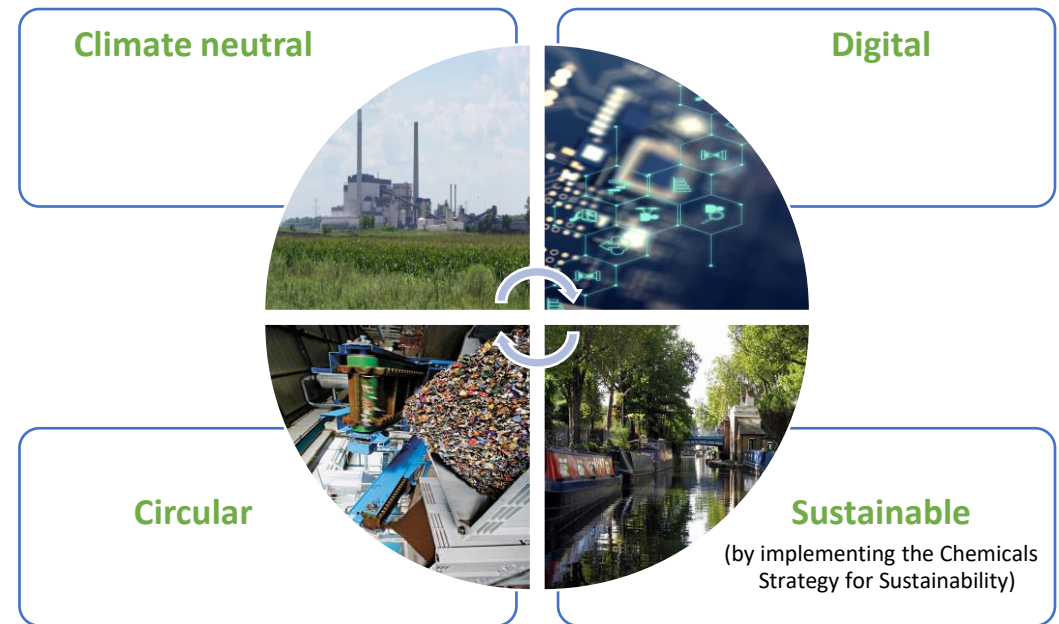 Climate neutral
Digital
Circular
Sustainable
(by implementing the Chemicals
Strategy for Sustainability)